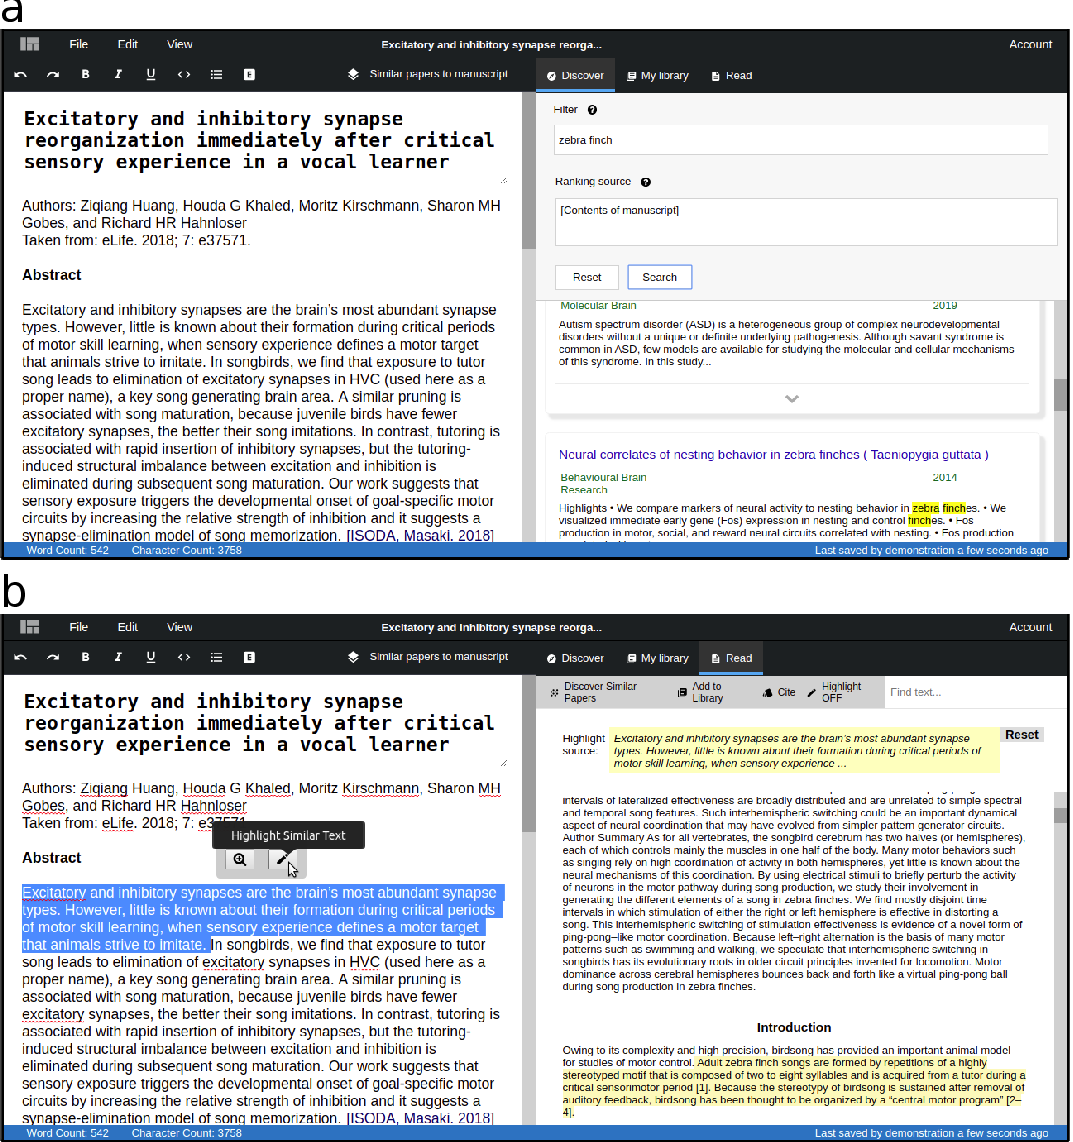 a
File Edit View Excitatory and inhibitory synapse reorga... Account
B I U <> E Similar papers to manuscript Discover My library Read
Excitatory and inhibitory synapse
reorganization immediately after critical
sensory experience in a vocal learner
Authors: Ziqiang Huang, Houda G Khaled, Moritz Kirschmann, Sharon MH
Gobes, and Richard HR Hahnloser
Taken from: eLife. 2018; 7: e37571.
Abstract
Excitatory and inhibitory synapses are the brain's most abundant synapse
types. However, little is known about their formation during critical periods
of motor skill learning, when sensory experience defines a motor target
that animals strive to imitate. In songbirds, we find that exposure to tutor
song leads to elimination of excitatory synapses in HVC (used here as a
proper name), a key song generating brain area. A similar pruning is
associated with song maturation, because juvenile birds have fewer
excitatory synapses, the better their song imitations. In contrast, tutoring is
associated with rapid insertion of inhibitory synapses, but the tutoring-
induced structural imbalance between excitation and inhibition is
eliminated during subsequent song maturation. Our work suggests that
sensory exposure triggers the developmental onset of goal-specific motor
circuits by increasing the relative strength of inhibition and it suggests a
synapse-elimination model of song memorization. [ISODA, Masaki. 2018]
Filter ?
zebra finch
Ranking source ?
[Contents of manuscript]
Reset Search
Molecular Brain 2019
Autism spectrum disorder (ASD) is a heterogeneous group of complex neurodevelopmental
disorders without a unique or definite underlying pathogenesis. Although savant syndrome is
common in ASD, few models are available for studying the molecular and cellular mechanisms
of this syndrome. In this study...
Neural correlates of nesting behavior in zebra finches ( Taeniopygia guttata )
Behavioural Brain 2014
Research
Highlights • We compare markers of neural activity to nesting behavior in zebra finches. • We
visualized immediate early gene (Fos) expression in nesting and control finches. • Fos
production in motor, social, and reward neural circuits correlated with nesting. • Fos production
Word Count: 542 Character Count: 3758 Last saved by demonstration a few seconds ago
b
File Edit View Excitatory and inhibitory synapse reorga... Account
B I U <> E Similar papers to manuscript Discover My library Read
Excitatory and inhibitory synapse
reorganization immediately after critical
sensory experience in a vocal learner
Authors: Ziqiang Huang, Houda G Khaled, Moritz Kirschmann, Sharon MH
Gobes, and Richard HR Hahnloser
Taken from: eLife. 2018; 7: e37571.
Highlight Similar Text
Abstract
Excitatory and inhibitory synapses are the brain's most abundant synapse
types. However, little is known about their formation during critical periods
of motor skill learning, when sensory experience defines a motor target
that animals strive to imitate. In songbirds, we find that exposure to tutor
song leads to elimination of excitatory synapses in HVC (used here as a
proper name), a key song generating brain area. A similar pruning is
associated with song maturation, because juvenile birds have fewer
excitatory synapses, the better their song imitations. In contrast, tutoring is
associated with rapid insertion of inhibitory synapses, but the tutoring-
induced structural imbalance between excitation and inhibition is
eliminated during subsequent song maturation. Our work suggests that
sensory exposure triggers the developmental onset of goal-specific motor
circuits by increasing the relative strength of inhibition and it suggests a
synapse-elimination model of song memorization. [ISODA, Masaki. 2018]
Discover Similar
Papers
Add to
Library
Cite
Highlight
OFF
Find text...
Highlight
source:
Excitatory and inhibitory synapses are the brain's most abundant synapse
types. However, little is known about their formation during critical periods of
motor skill learning, when sensory experience ...
Reset
intervals of lateralized effectiveness are broadly distributed and are unrelated to simple spectral
and temporal song features. Such interhemispheric switching could be an important dynamical
aspect of neural coordination that may have evolved from simpler pattern generator circuits.
Author Summary As for all vertebrates, the songbird cerebrum has two halves (or hemispheres),
each of which controls mainly the muscles in one half of the body. Many motor behaviors such
as singing rely on high coordination of activity in both hemispheres, yet little is known about the
neural mechanisms of this coordination. By using electrical stimuli to briefly perturb the activity
of neurons in the motor pathway during song production, we study their involvement in
generating the different elements of a song in zebra finches. We find mostly disjoint time
intervals in which stimulation of either the right or left hemisphere is effective in distorting a
song. This interhemispheric switching of stimulation effectiveness is evidence of a novel form of
ping-pong–like motor coordination. Because left–right alternation is the basis of many motor
patterns such as swimming and walking, we speculate that interhemispheric switching in
songbirds has its evolutionary roots in older circuit principles invented for locomotion. Motor
dominance across cerebral hemispheres bounces back and forth like a virtual ping-pong ball
during song production in zebra finches.
Introduction
Owing to its complexity and high precision, birdsong has provided an important animal model
for studies of motor control. Adult zebra finch songs are formed by repetitions of a highly
stereotyped motif that is composed of two to eight syllables and is acquired from a tutor during a
critical sensorimotor period [1]. Because the stereotypy of birdsong is sustained after removal of
auditory feedback, birdsong has been thought to be organized by a “central motor program” [2–
4].
Word Count: 542 Character Count: 3758 Last saved by demonstration a few seconds ago